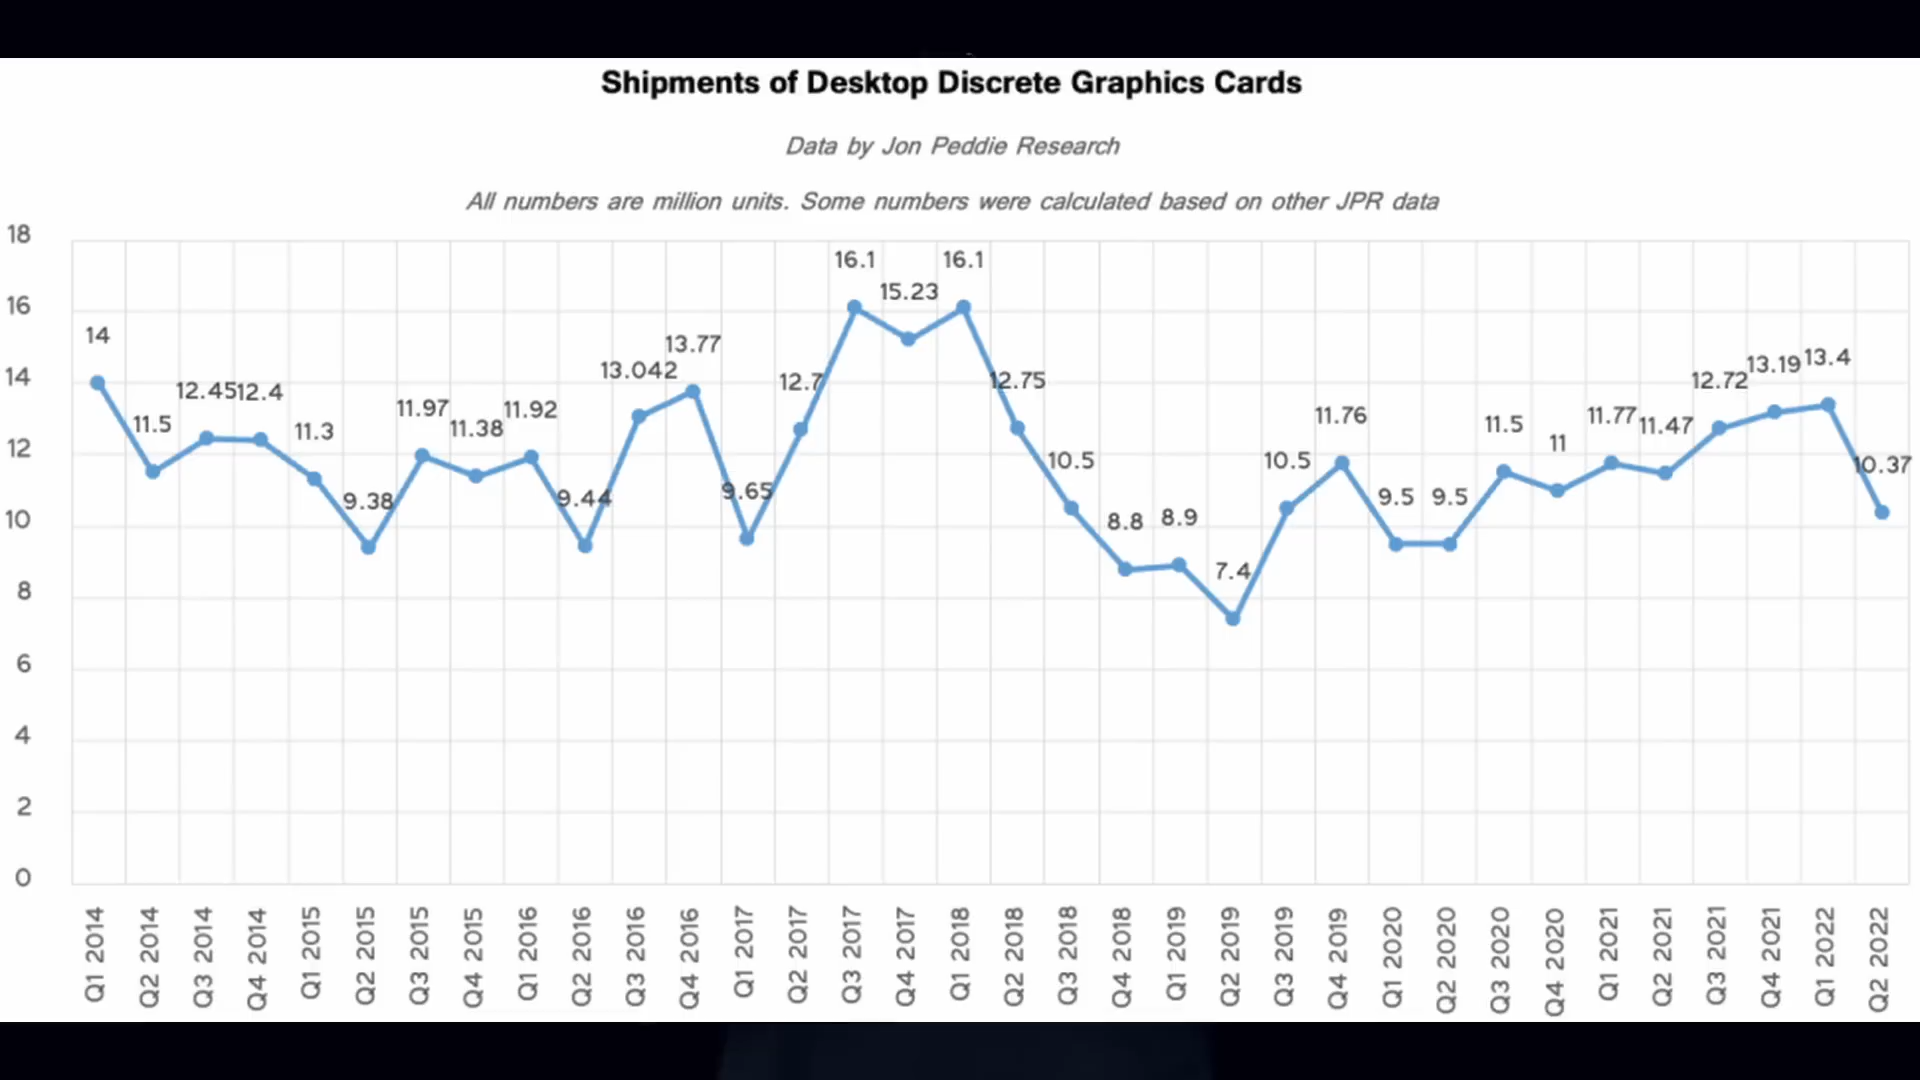 Shipments of Desktop Discrete Graphics Cards
Data by Jon Peddie Research
All numbers are million units. Some numbers were calculated based on other JPR data
18
16
14
12
10
8
6
4
2
0
14
11.5
12.45
12.4
11.3
9.38
11.97
11.38
11.92
9.44
13.042
13.77
9.65
12.7
16.1
15.23
16.1
12.75
10.5
8.8
8.9
7.4
10.5
11.76
9.5
9.5
11.5
11
11.77
11.47
12.72
13.19
13.4
10.37
Q1 2014
Q2 2014
Q3 2014
Q4 2014
Q1 2015
Q2 2015
Q3 2015
Q4 2015
Q1 2016
Q2 2016
Q3 2016
Q4 2016
Q1 2017
Q2 2017
Q3 2017
Q4 2017
Q1 2018
Q2 2018
Q3 2018
Q4 2018
Q1 2019
Q2 2019
Q3 2019
Q4 2019
Q1 2020
Q2 2020
Q3 2020
Q4 2020
Q1 2021
Q2 2021
Q3 2021
Q4 2021
Q1 2022
Q2 2022